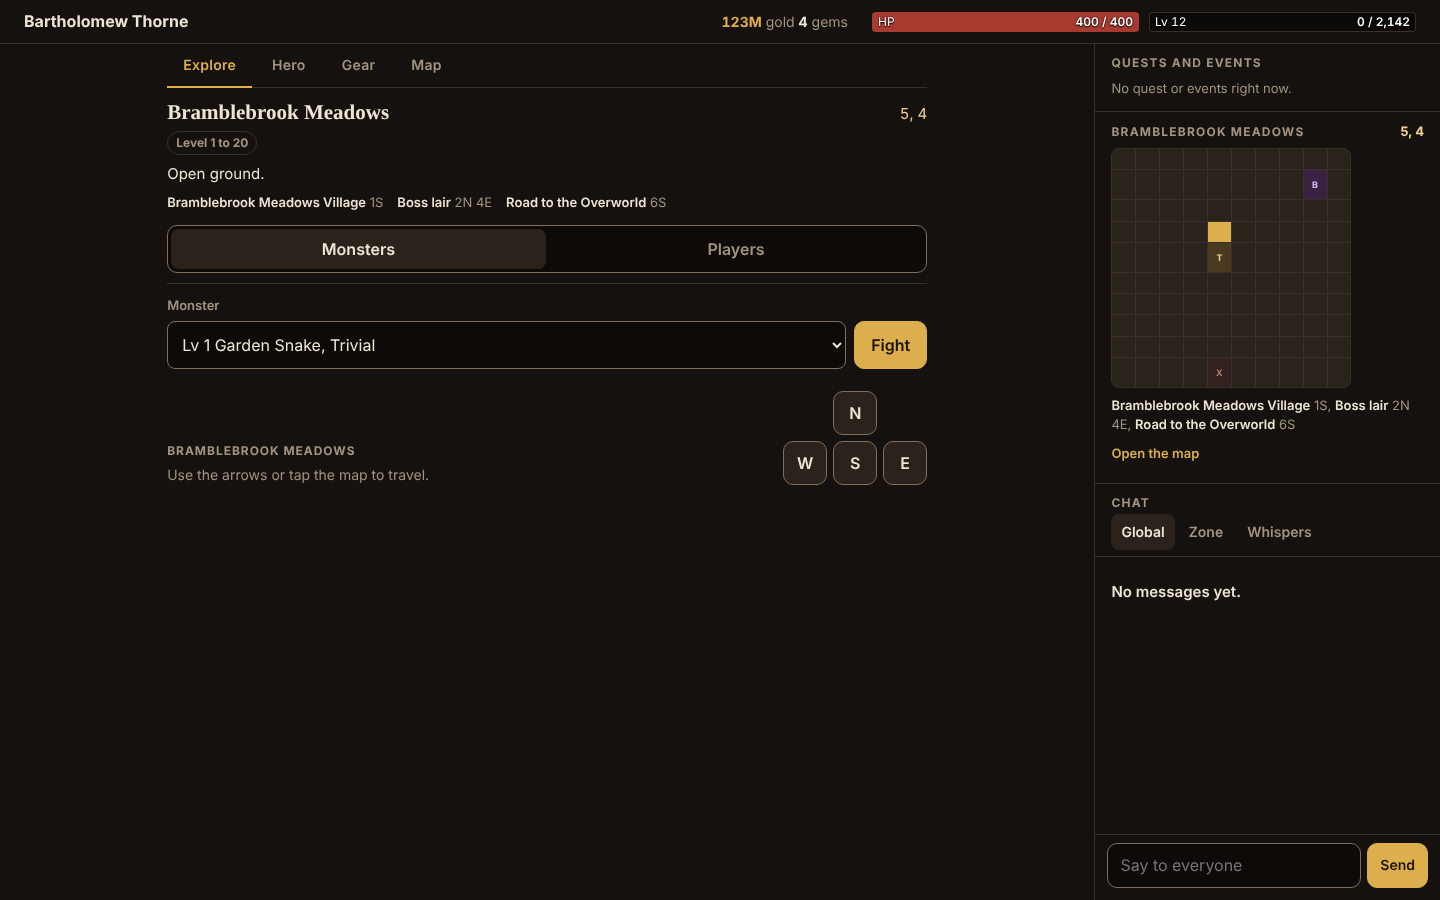 Bartholomew Thorne
123M gold 4 gems
HP 400 / 400
Lv 12 0 / 2,142
Explore Hero Gear Map
Bramblebrook Meadows 5, 4
Level 1 to 20
Open ground.
Bramblebrook Meadows Village 1S Boss lair 2N 4E Road to the Overworld 6S
Monsters Players
Monster
Lv 1 Garden Snake, Trivial
Fight
N
W S E
BRAMBLEBROOK MEADOWS
Use the arrows or tap the map to travel.
QUESTS AND EVENTS
No quest or events right now.
BRAMBLEBROOK MEADOWS 5, 4
B
T
X
Bramblebrook Meadows Village 1S, Boss lair 2N
4E, Road to the Overworld 6S
Open the map
CHAT
Global Zone Whispers
No messages yet.
Say to everyone
Send